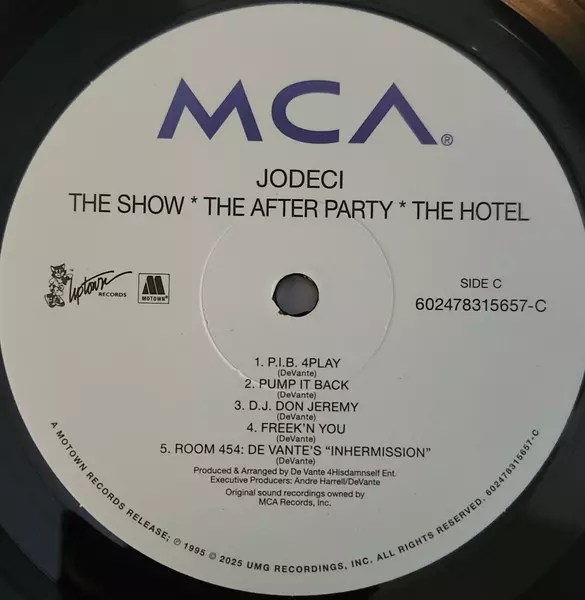 MCA®
JODECI
THE SHOW * THE AFTER PARTY * THE HOTEL
Uptown RECORDS
M
MOTOWN®
SIDE C
602478315657-C
1. P.I.B. 4PLAY
(DeVante)
2. PUMP IT BACK
(DeVante)
3. D.J. DON JEREMY
(DeVante)
4. FREEK'N YOU
(DeVante)
5. ROOM 454: DE VANTE'S “INHERMISSION”
(DeVante)
Produced & Arranged by De Vante 4Hisdamnself Ent.
Executive Producers: Andre Harrell/DeVante
Original sound recordings owned by
MCA Records, Inc.
A MOTOWN RECORDS RELEASE; ℗ 1995 © 2025 UMG RECORDINGS, INC. ALL RIGHTS RESERVED. 602478315657-C